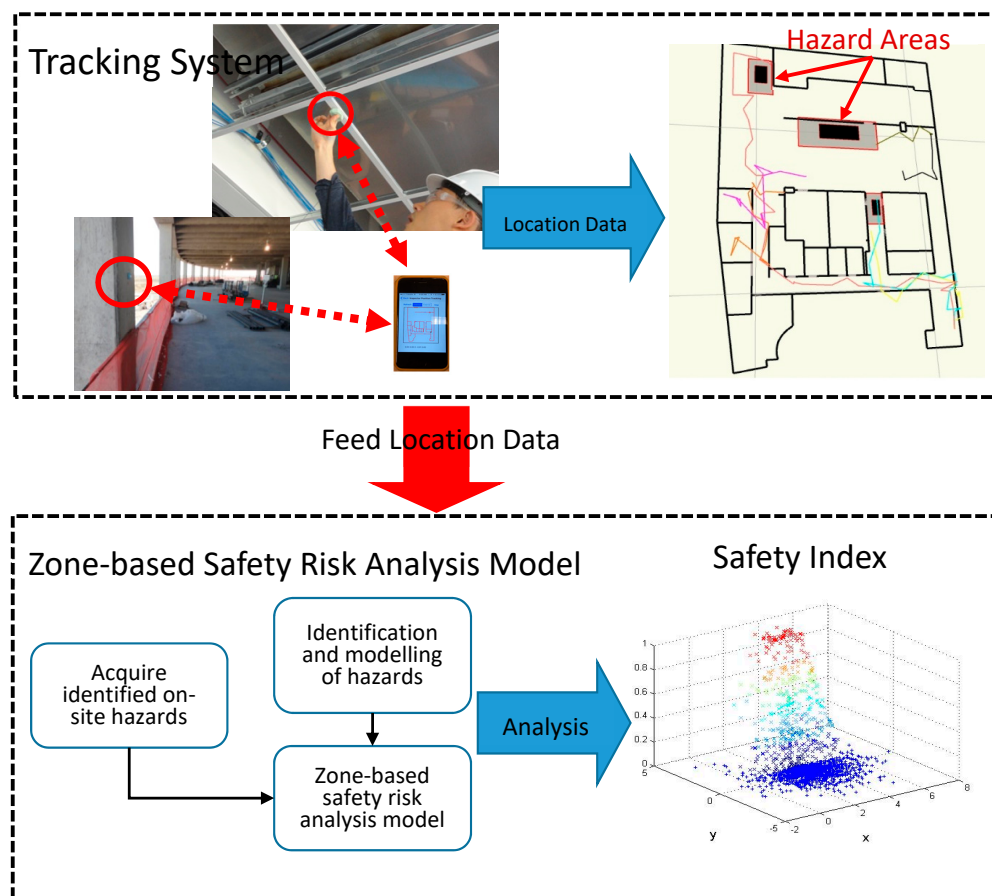 Tracking System
Hazard Areas
Location Data
Feed Location Data
Zone-based Safety Risk Analysis Model
Safety Index
Identification
and modelling
of hazards
Acquire
identified on-
site hazards
Zone-based
safety risk
analysis model
Analysis
1
0.8
0.6
0.4
0.2
0
5
0
-5
y
-2
0
2
4
6
8
x